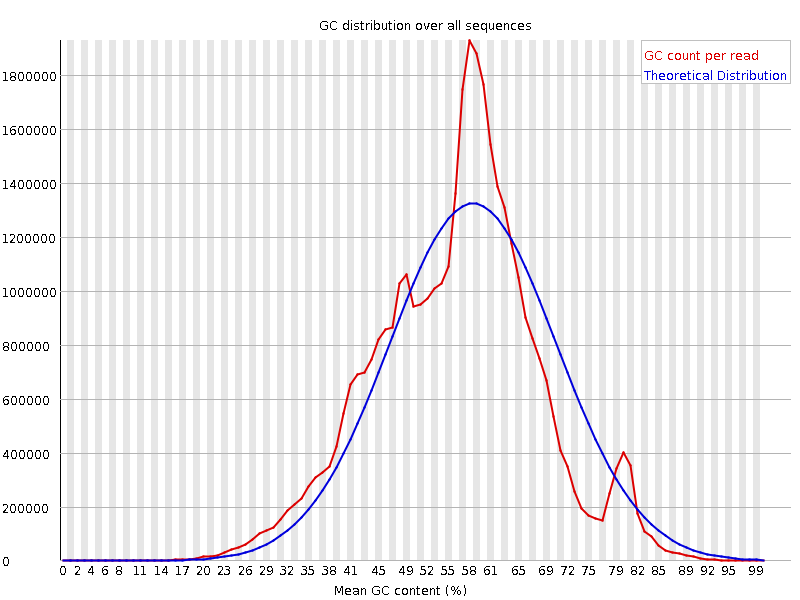 GC distribution over all sequences
GC count per read
Theoretical Distribution
1800000
1600000
1400000
1200000
1000000
800000
600000
400000
200000
0
0 2 4 6 8 11 14 17 20 23 26 29 32 35 38 41 45 49 52 55 58 61 65 69 72 75 79 82 85 89 92 95 99
Mean GC content (%)